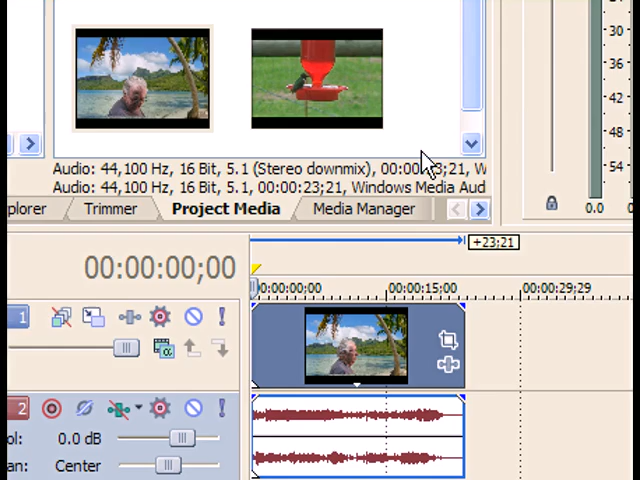 30
36
42
48
54
0.0
Audio: 44,100 Hz, 16 Bit, 5.1 (Stereo downmix), 00:00: 3;21, W
Audio: 44,100 Hz, 16 Bit, 5.1, 00:00:23;21, Windows Media Aud
plorer Trimmer Project Media Media Manager
+23;21
00:00:00;00
00:00:00;00 00:00:15;00 00:00:29;29
1
2
ol: 0.0 dB
an: Center